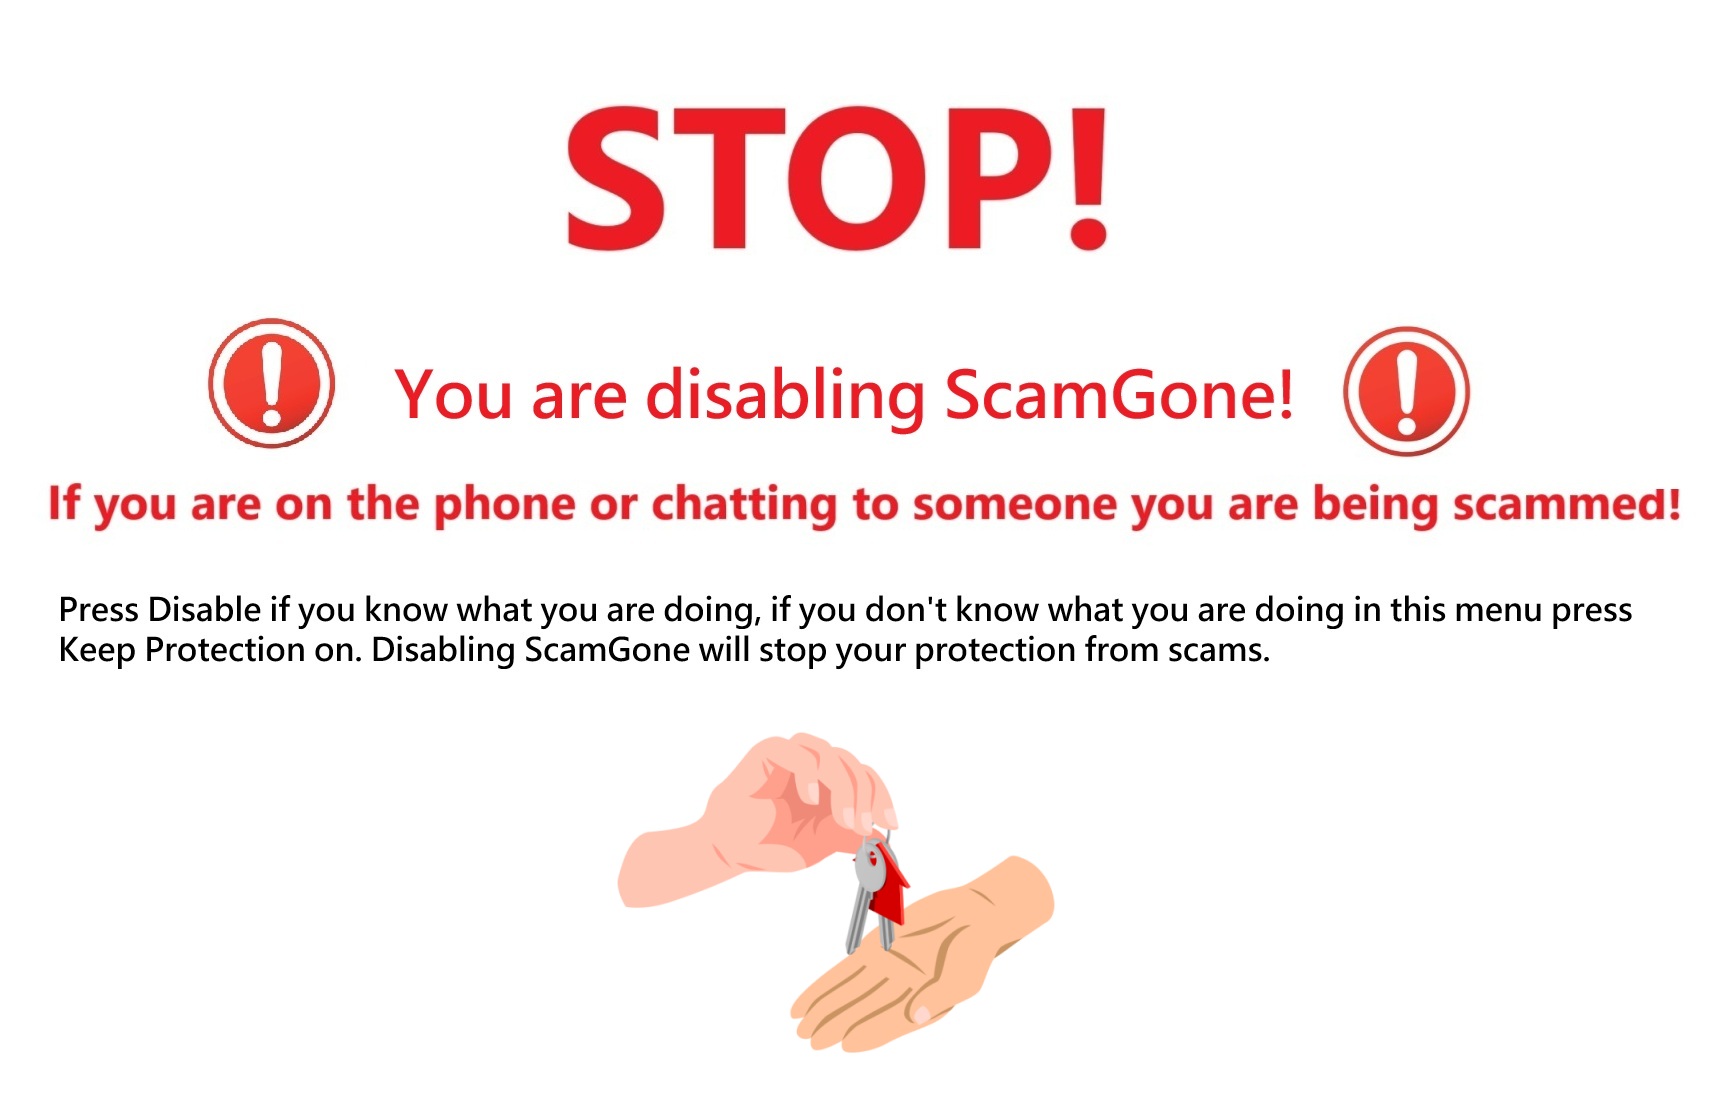 STOP!
You are disabling ScamGone!
If you are on the phone or chatting to someone you are being scammed!
Press Disable if you know what you are doing, if you don't know what you are doing in this menu press
Keep Protection on. Disabling ScamGone will stop your protection from scams.